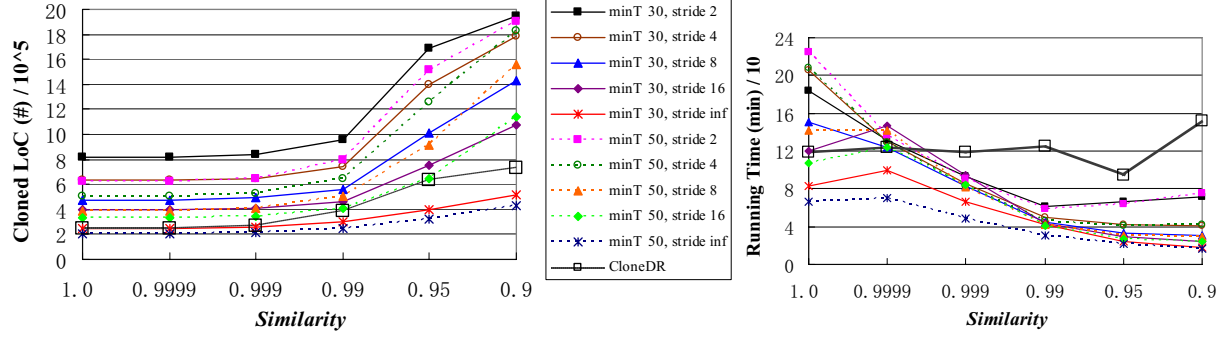 Cloned LoC (#) / 10^5
20
18
16
14
12
10
8
6
4
2
0
1.0 0.9999 0.999 0.99 0.95 0.9
Similarity
minT 30, stride 2
minT 30, stride 4
minT 30, stride 8
minT 30, stride 16
minT 30, stride inf
minT 50, stride 2
minT 50, stride 4
minT 50, stride 8
minT 50, stride 16
minT 50, stride inf
CloneDR
Running Time (min) / 10
24
20
16
12
8
4
0
1.0 0.9999 0.999 0.99 0.95 0.9
Similarity